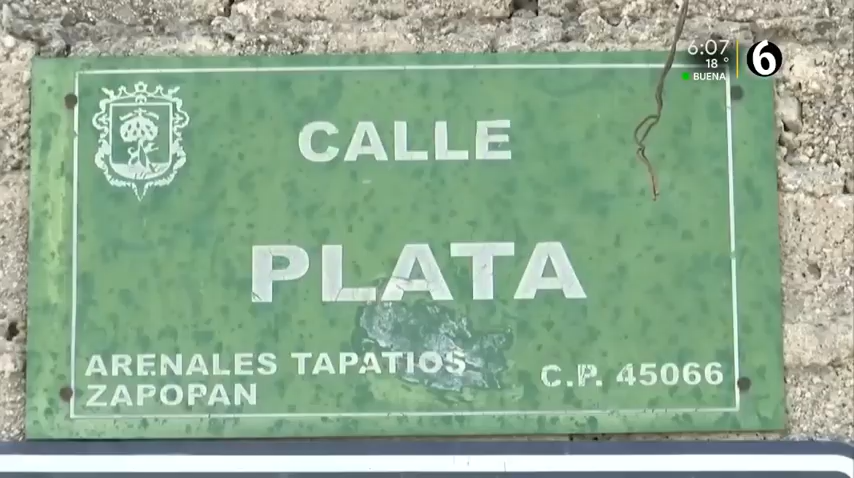 6:07
18 °
BUENA
6
CALLE
PLATA
ARENALES TAPATIOS
ZAPOPAN
C.P. 45066